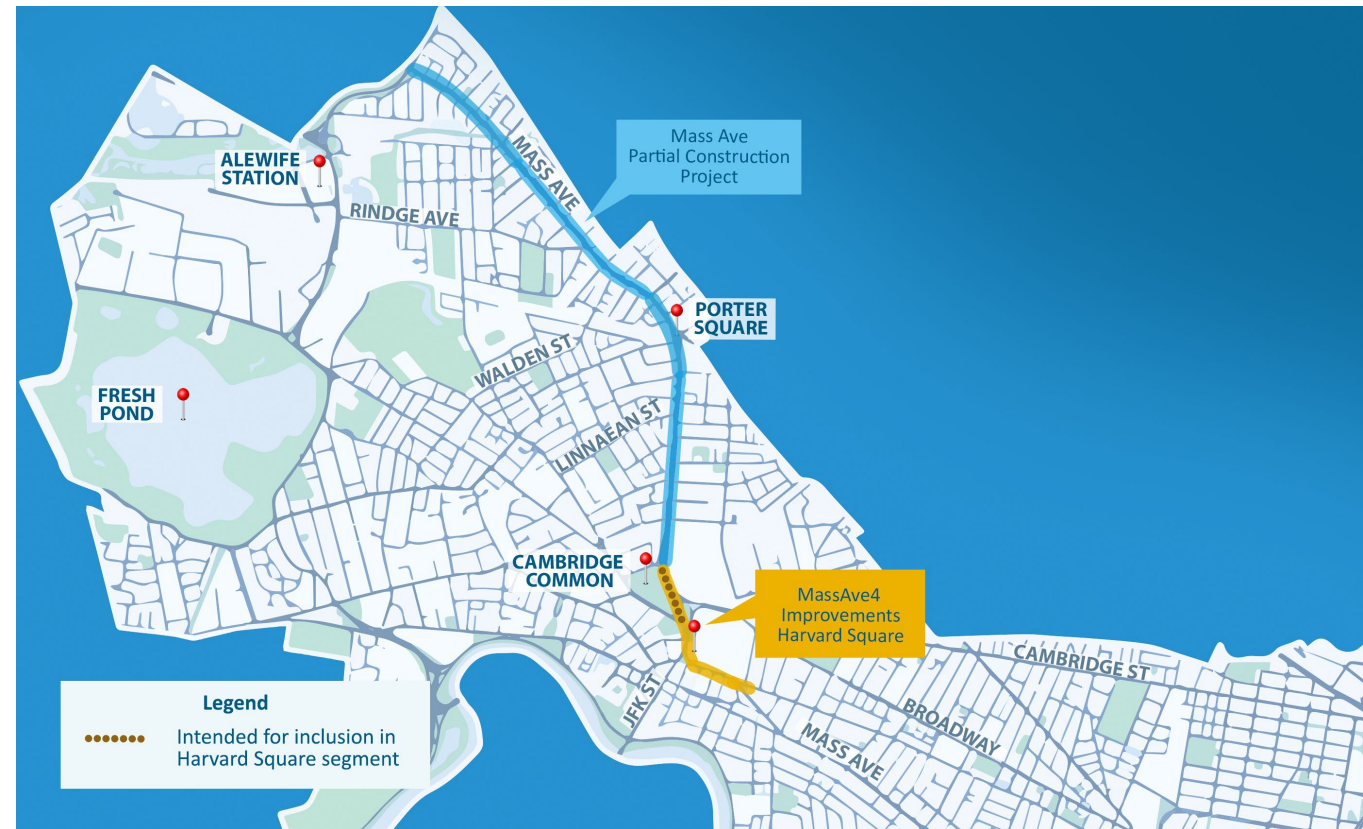 Mass Ave
Partial Construction
Project
MASS AVE
ALEWIFE
STATION
RINDGE AVE
PORTER
SQUARE
WALDEN ST
FRESH
POND
LINNAEAN ST
CAMBRIDGE
COMMON
MassAve4
Improvements
Harvard Square
CAMBRIDGE ST
JFK ST
BROADWAY
MASS AVE
Legend
Intended for inclusion in
Harvard Square segment